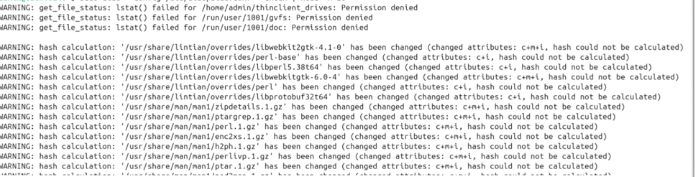 WARNING: get_file_status: lstat() failed for /home/admin/thinclient_drives: Permission denied
WARNING: get_file_status: lstat() failed for /run/user/1001/gvfs: Permission denied
WARNING: get_file_status: lstat() failed for /run/user/1001/doc: Permission denied
WARNING: hash calculation: '/usr/share/lintian/overrides/libwebkit2gtk-4.1-0' has been changed (changed attributes: c+m+i, hash could not be calculated)
WARNING: hash calculation: '/usr/share/lintian/overrides/perl-base' has been changed (changed attributes: c+i, hash could not be calculated)
WARNING: hash calculation: '/usr/share/lintian/overrides/libperl5.38t64' has been changed (changed attributes: c+i, hash could not be calculated)
WARNING: hash calculation: '/usr/share/lintian/overrides/libwebkitgtk-6.0-4' has been changed (changed attributes: c+m+i, hash could not be calculated)
WARNING: hash calculation: '/usr/share/lintian/overrides/perl' has been changed (changed attributes: c+i, hash could not be calculated)
WARNING: hash calculation: '/usr/share/lintian/overrides/libprotobuf32t64' has been changed (changed attributes: c+i, hash could not be calculated)
WARNING: hash calculation: '/usr/share/man/man1/zipdetails.1.gz' has been changed (changed attributes: c+m+i, hash could not be calculated)
WARNING: hash calculation: '/usr/share/man/man1/ptargrep.1.gz' has been changed (changed attributes: c+m+i, hash could not be calculated)
WARNING: hash calculation: '/usr/share/man/man1/perl.1.gz' has been changed (changed attributes: c+m+i, hash could not be calculated)
WARNING: hash calculation: '/usr/share/man/man1/enc2xs.1.gz' has been changed (changed attributes: c+m+i, hash could not be calculated)
WARNING: hash calculation: '/usr/share/man/man1/h2ph.1.gz' has been changed (changed attributes: c+m+i, hash could not be calculated)
WARNING: hash calculation: '/usr/share/man/man1/perlivp.1.gz' has been changed (changed attributes: c+m+i, hash could not be calculated)
WARNING: hash calculation: '/usr/share/man/man1/ptar.1.gz' has been changed (changed attributes: c+m+i, hash could not be calculated)